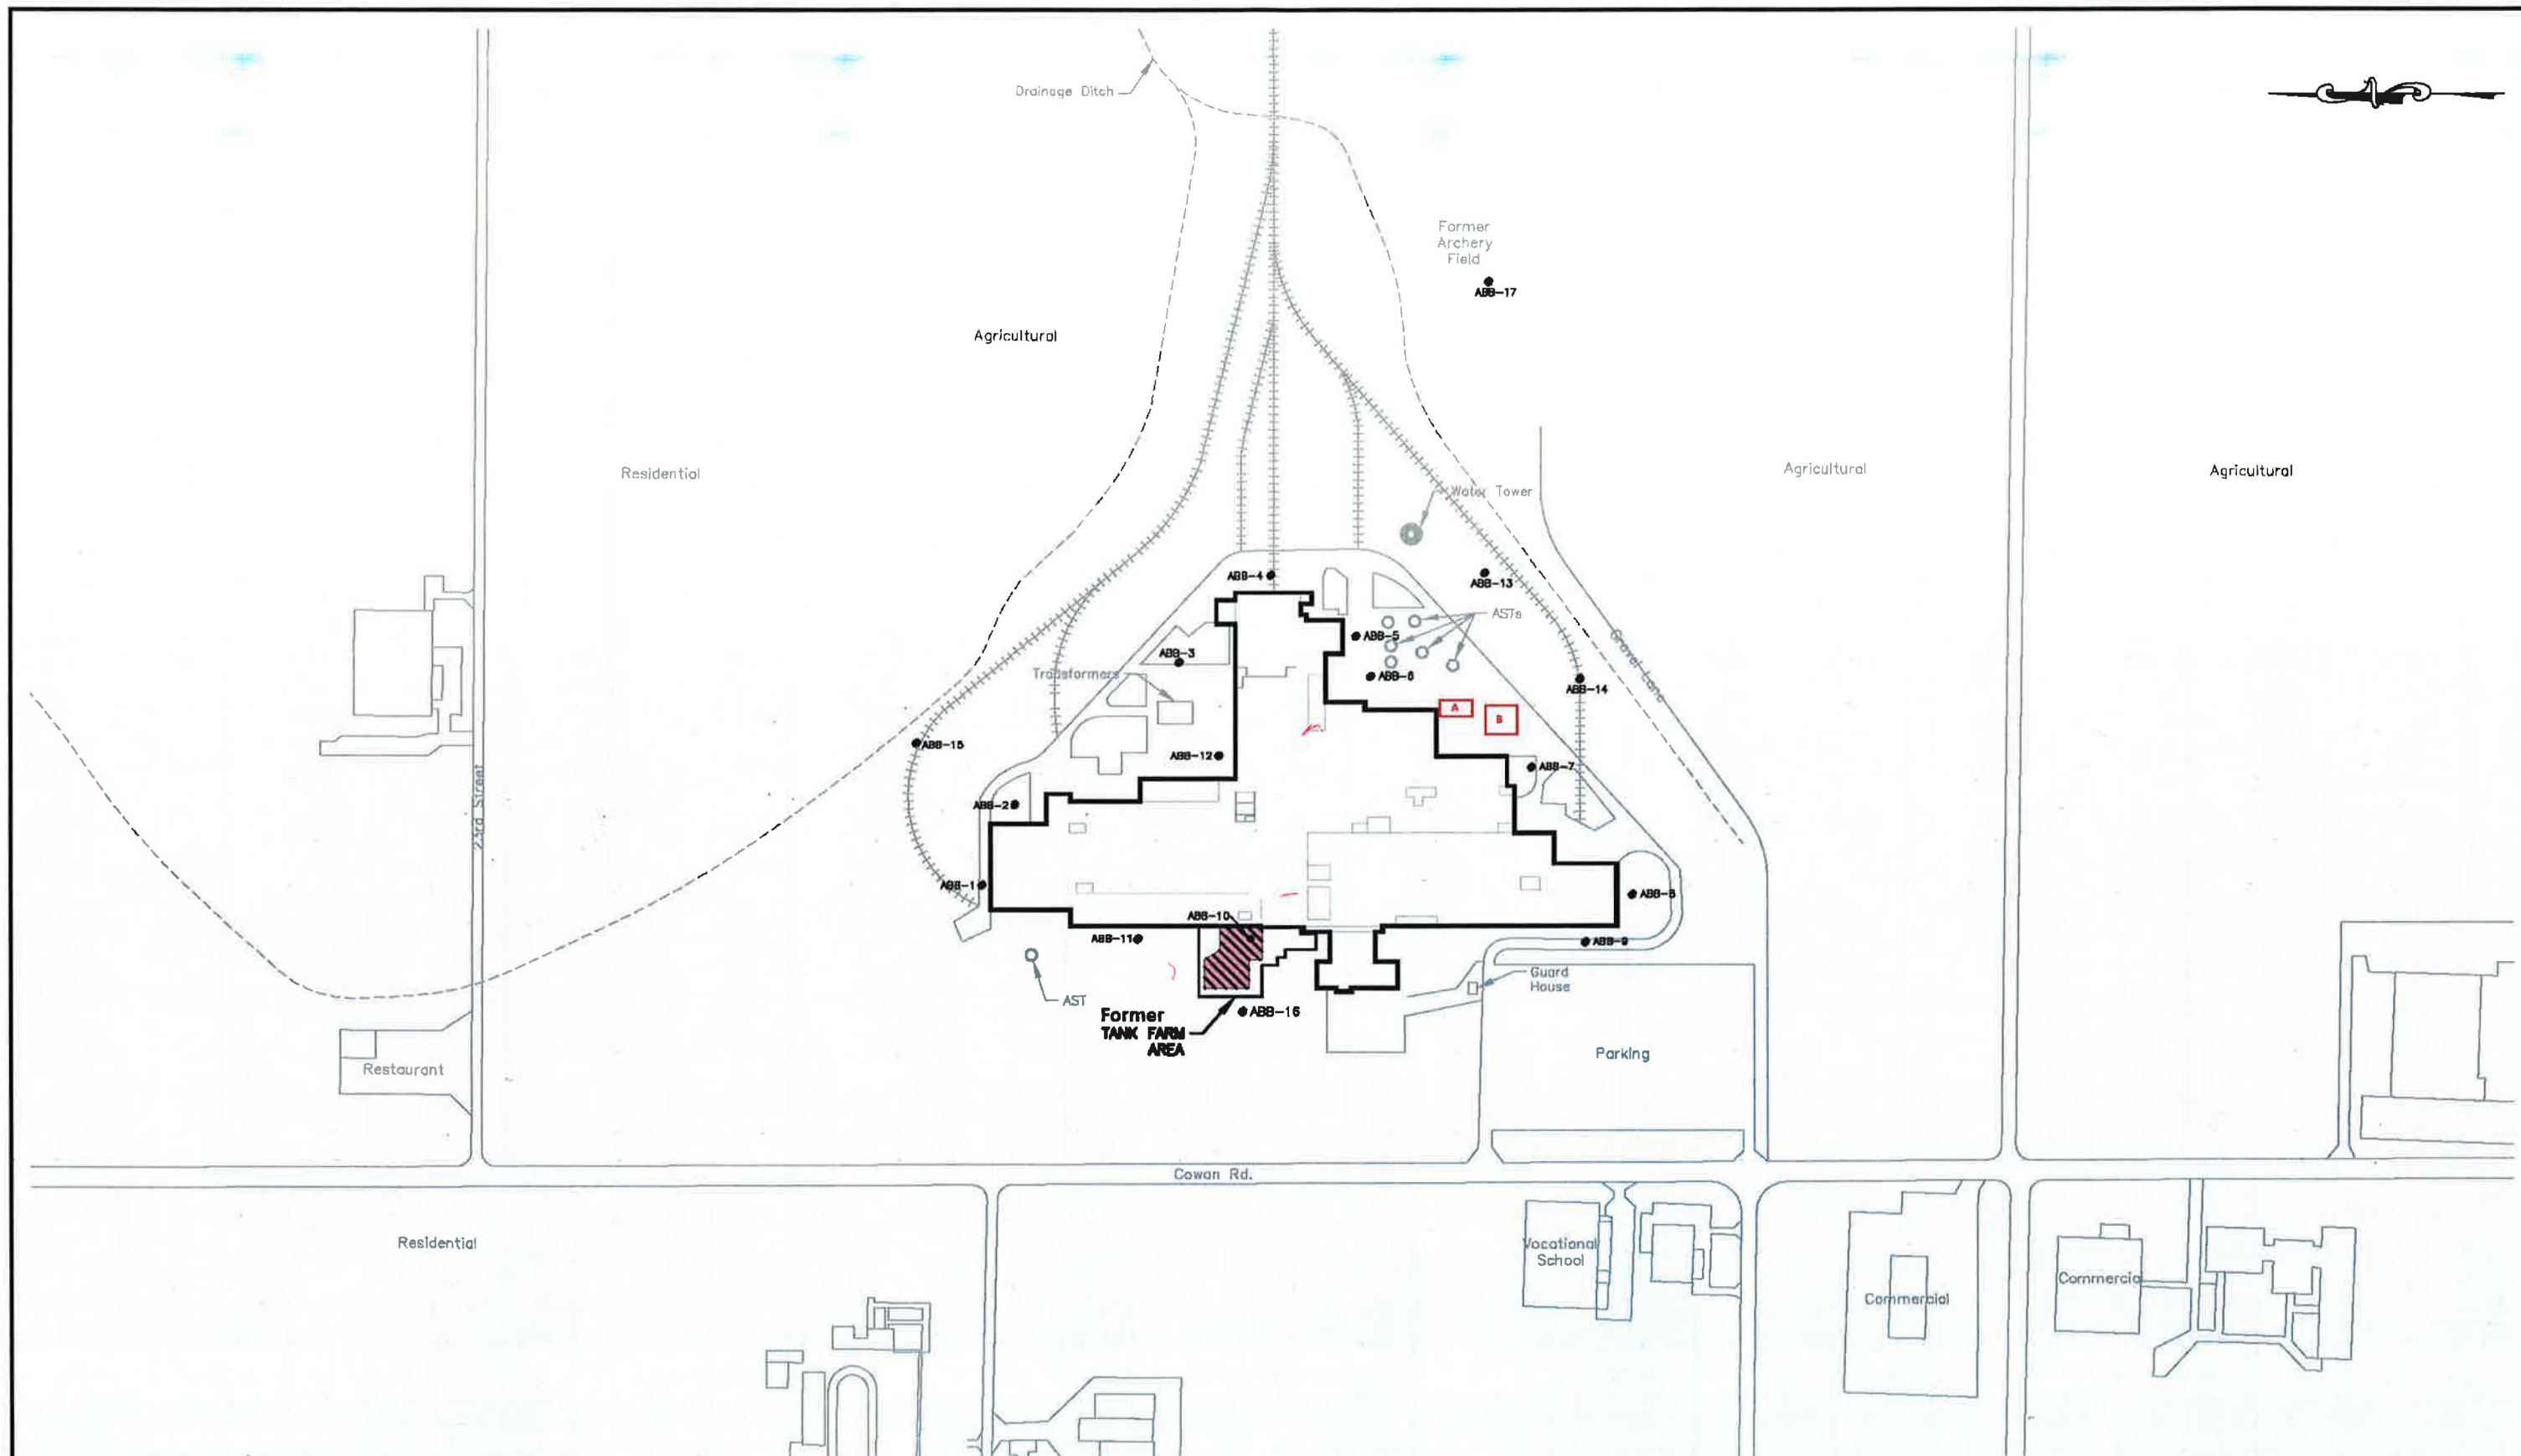 Drainage Ditch
Former
Archery
Field
ABB-17
Agricultural
Residential
Agricultural
Agricultural
Water Tower
ABB-4
ABB-13
ASTs
ABB-5
ABB-3
Transformers
ABB-6
Gravel Lane
ABB-14
A
B
ABB-15
ABB-12
ABB-7
23rd Street
ABB-2
ABB-1
ABB-8
ABB-10
ABB-11
ABB-9
Guard
House
AST
Former
TANK FARM
AREA
ABB-16
Parking
Restaurant
Cowan Rd.
Residential
Vocational
School
Commercial
Commercia